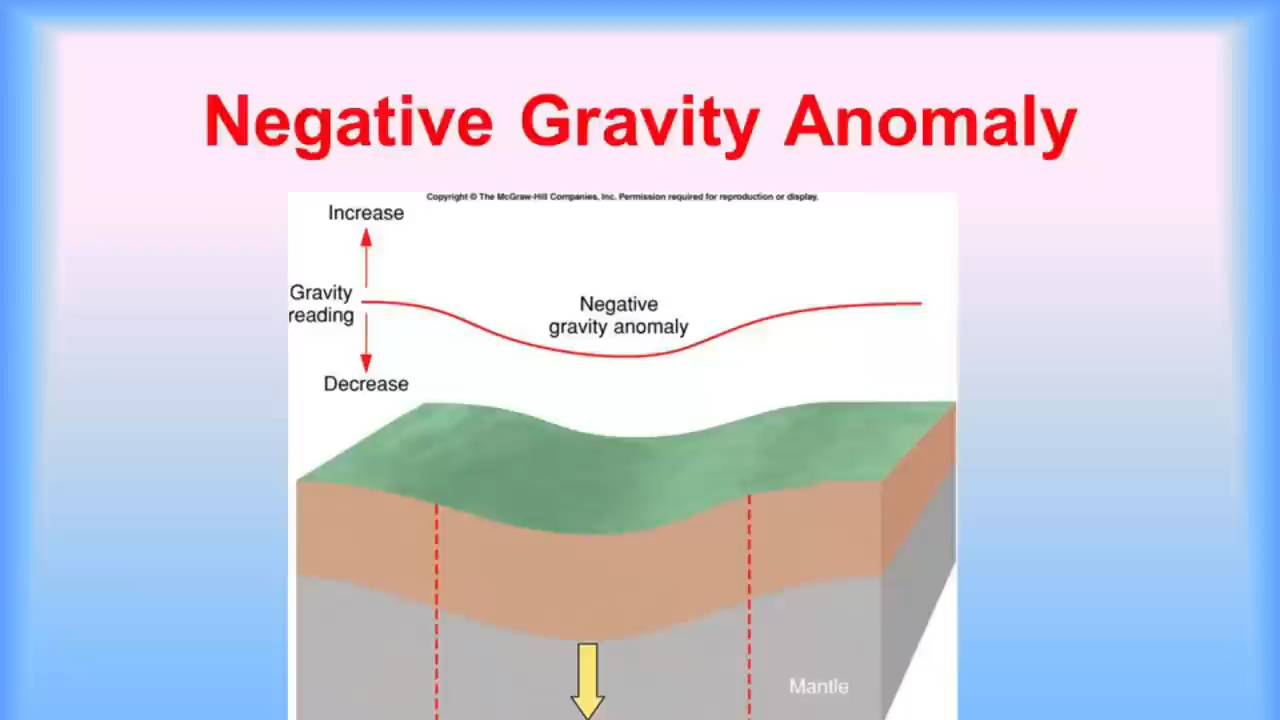 Negative Gravity Anomaly
Copyright © The McGraw-Hill Companies, Inc. Permission required for reproduction or display.
Increase
Gravity
reading
Negative
gravity anomaly
Decrease
Mantle